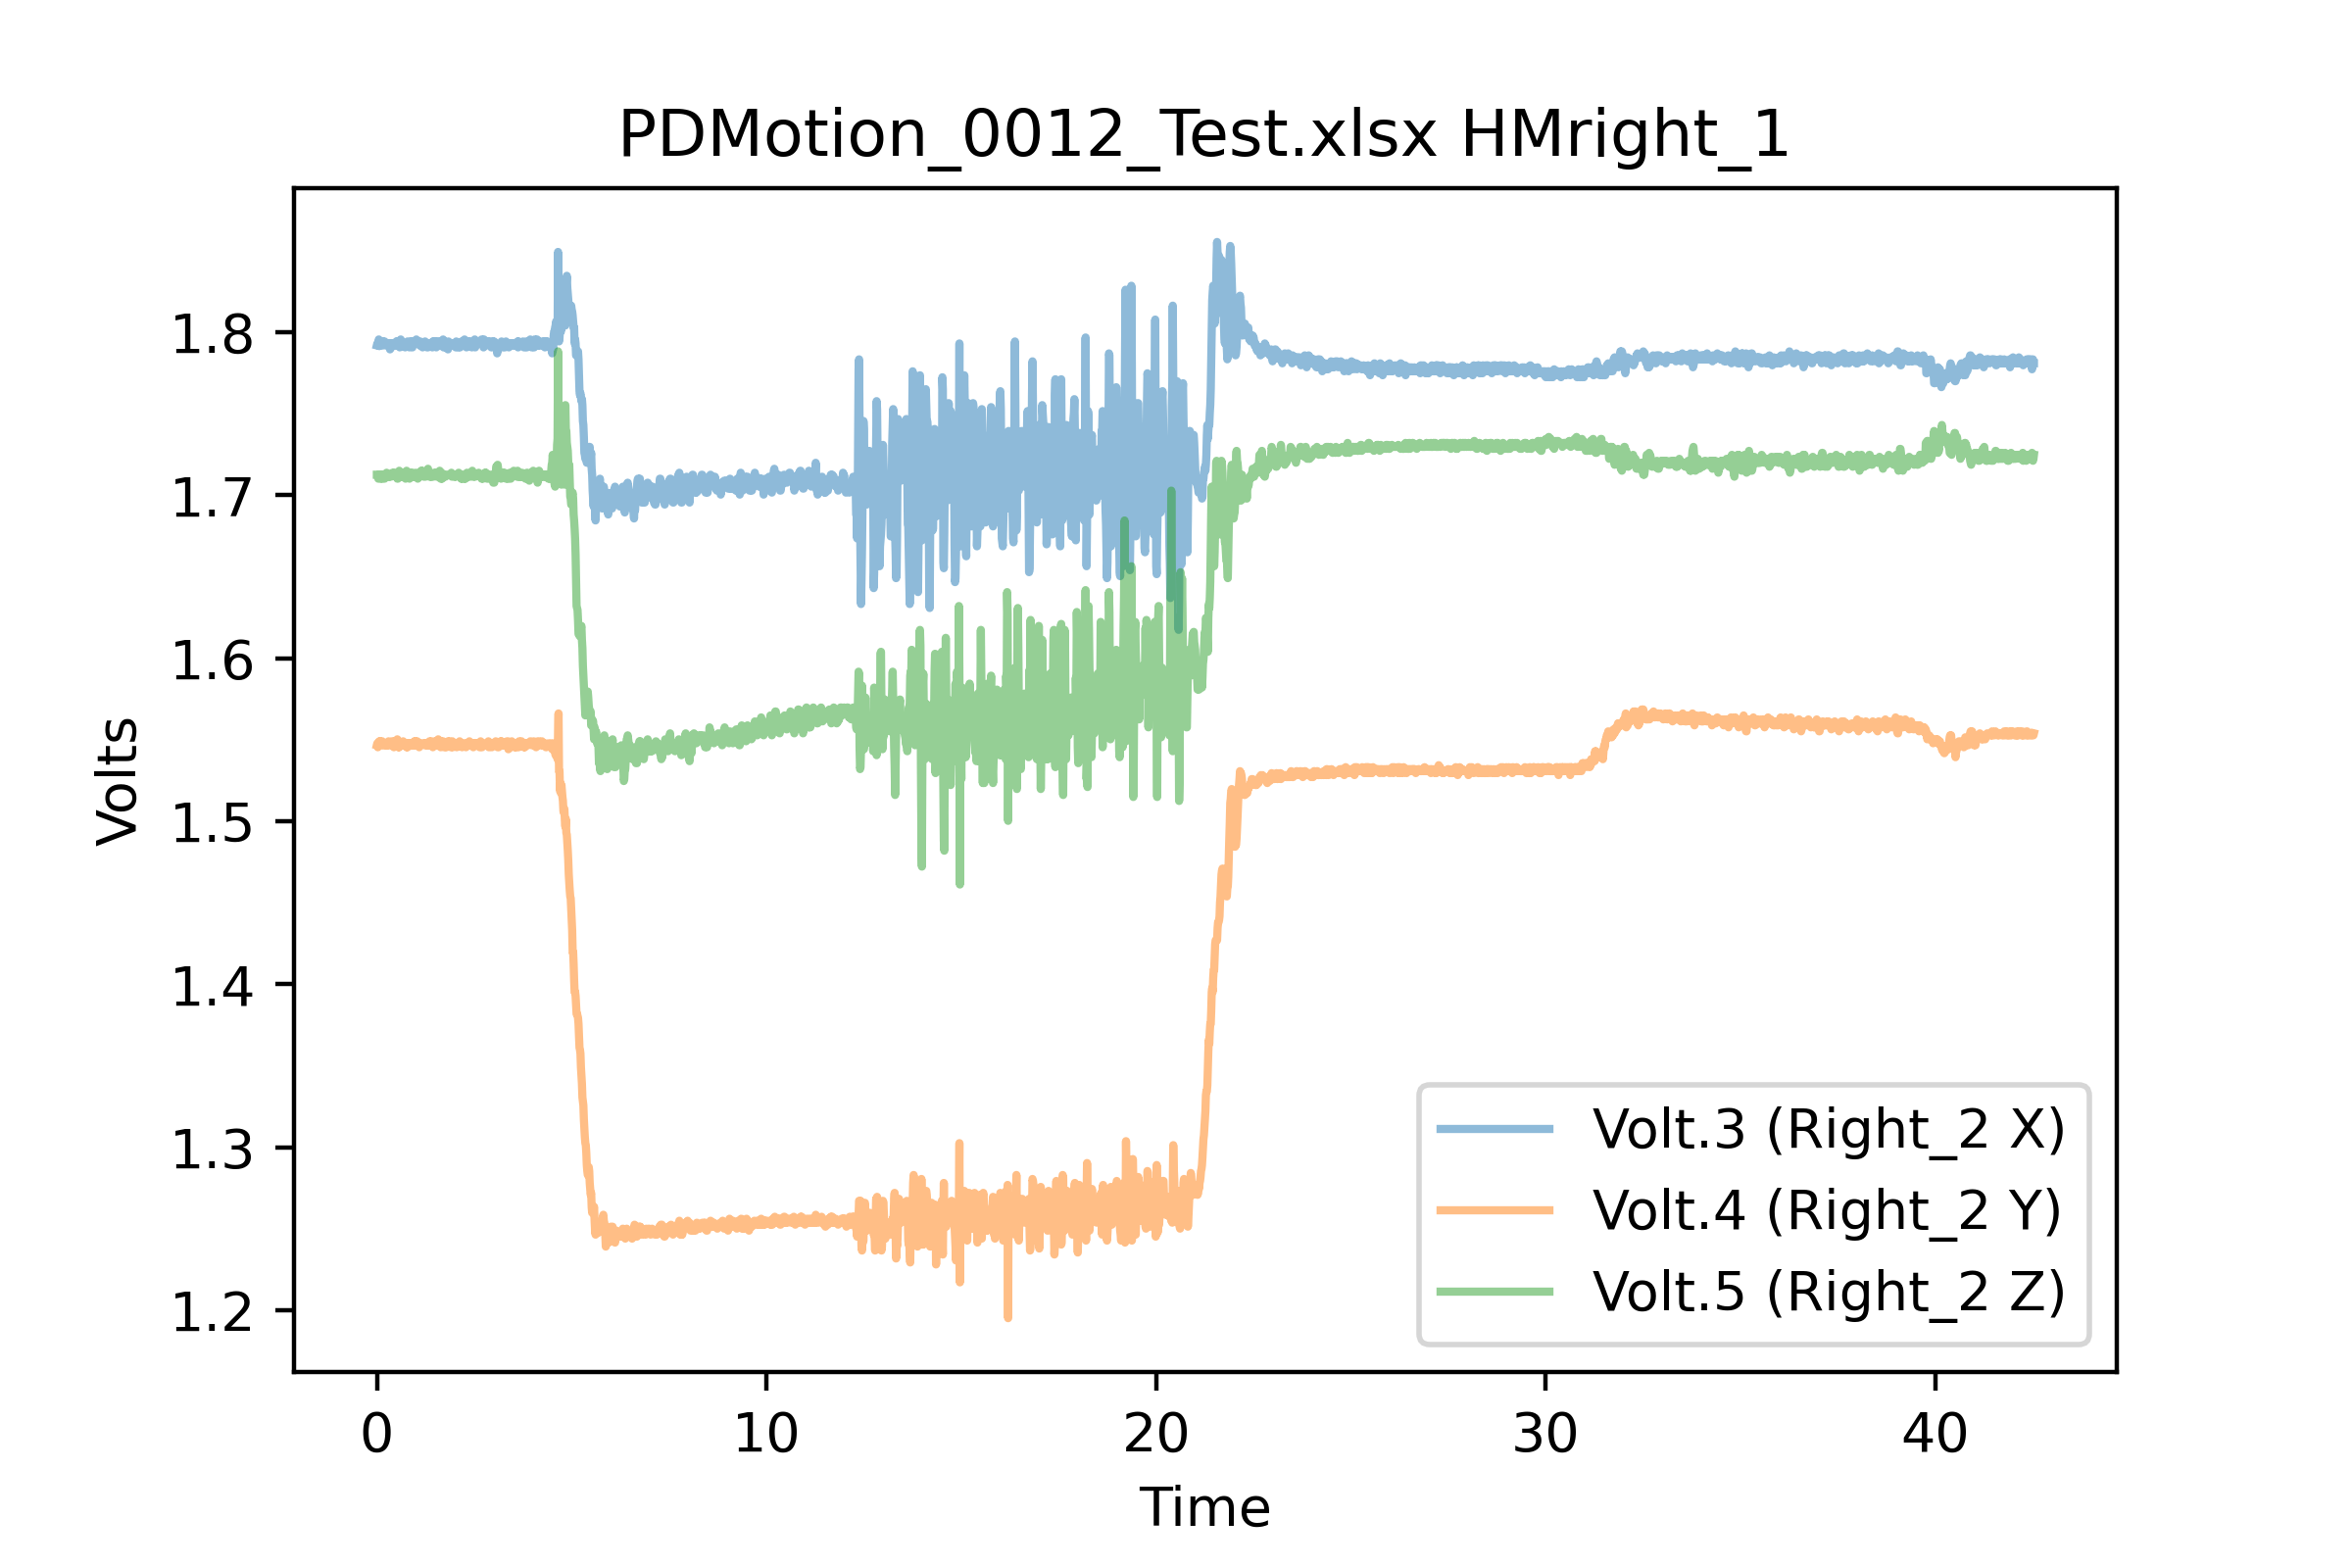 PDMotion_0012_Test.xlsx HMright_1
Volts
1.8
1.7
1.6
1.5
1.4
1.3
1.2
Volt.3 (Right_2 X)
Volt.4 (Right_2 Y)
Volt.5 (Right_2 Z)
0 10 20 30 40
Time